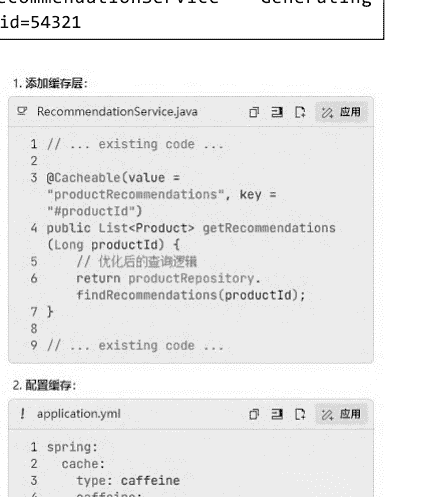 RecommendationService Generating
id=54321
1. 添加缓存层:
RecommendationService.java 应用
1 // ... existing code ...
2
3 @Cacheable(value =
"productRecommendations", key =
"#productId")
4 public List<Product> getRecommendations
(Long productId) {
5 // 优化后的查询逻辑
6 return productRepository.
findRecommendations(productId);
7 }
8
9 // ... existing code ...
2. 配置缓存:
! application.yml 应用
1 spring:
2 cache:
3 type: caffeine
4 caffeine: